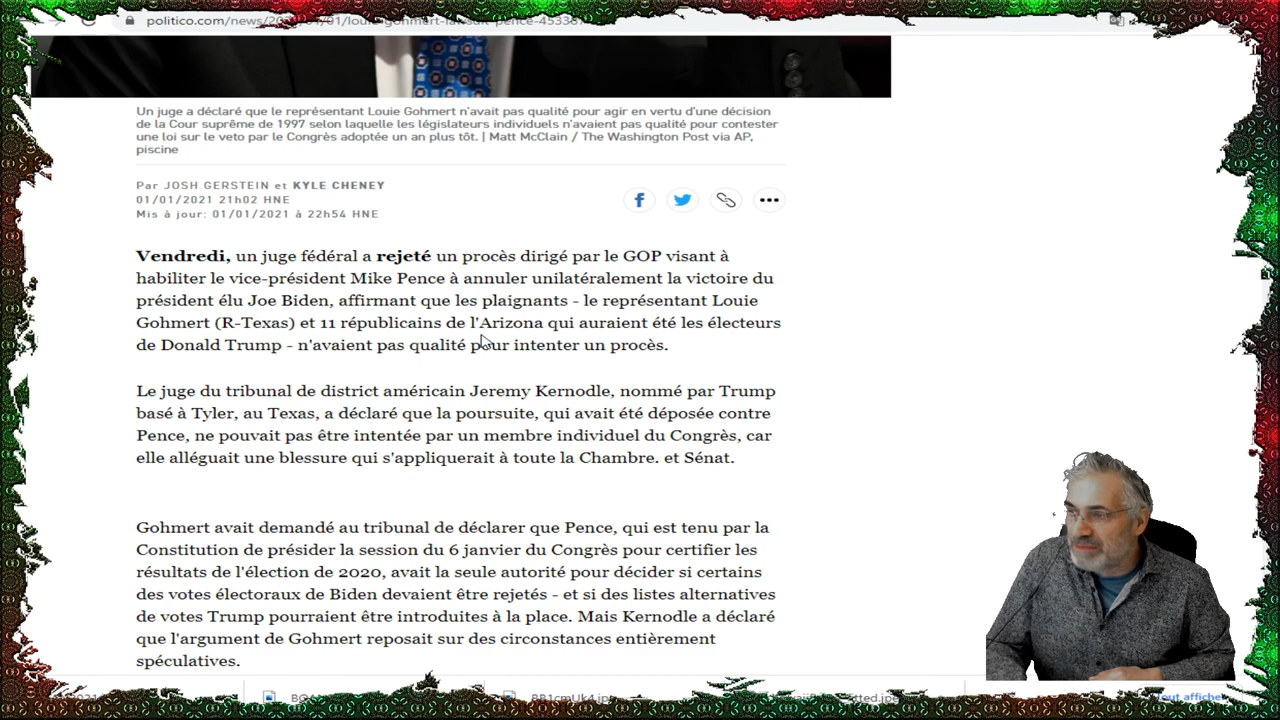 politico.com/news/2021/01/01/louie-gohmert-lawsuit-pence-
Un juge a déclaré que le représentant Louie Gohmert n'avait pas qualité pour agir en vertu d'une décision
de la Cour suprême de 1997 selon laquelle les législateurs individuels n'avaient pas qualité pour contester
une loi sur le veto par le Congrès adoptée un an plus tôt. | Matt McClain / The Washington Post via AP,
piscine
Par JOSH GERSTEIN et KYLE CHENEY
01/01/2021 21h02 HNE
Mis à jour: 01/01/2021 à 22h54 HNE
Vendredi, un juge fédéral a rejeté un procès dirigé par le GOP visant à
habiliter le vice-président Mike Pence à annuler unilatéralement la victoire du
président élu Joe Biden, affirmant que les plaignants - le représentant Louie
Gohmert (R-Texas) et 11 républicains de l'Arizona qui auraient été les électeurs
de Donald Trump - n'avaient pas qualité pour intenter un procès.
Le juge du tribunal de district américain Jeremy Kernodle, nommé par Trump
basé à Tyler, au Texas, a déclaré que la poursuite, qui avait été déposée contre
Pence, ne pouvait pas être intentée par un membre individuel du Congrès, car
elle alléguait une blessure qui s'appliquerait à toute la Chambre. et Sénat.
Gohmert avait demandé au tribunal de déclarer que Pence, qui est tenu par la
Constitution de présider la session du 6 janvier du Congrès pour certifier les
résultats de l'élection de 2020, avait la seule autorité pour décider si certains
des votes électoraux de Biden devaient être rejetés - et si des listes alternatives
de votes Trump pourraient être introduites à la place. Mais Kernodle a déclaré
que l'argument de Gohmert reposait sur des circonstances entièrement
spéculatives.
BB1cmUk4.jp
tout affiche